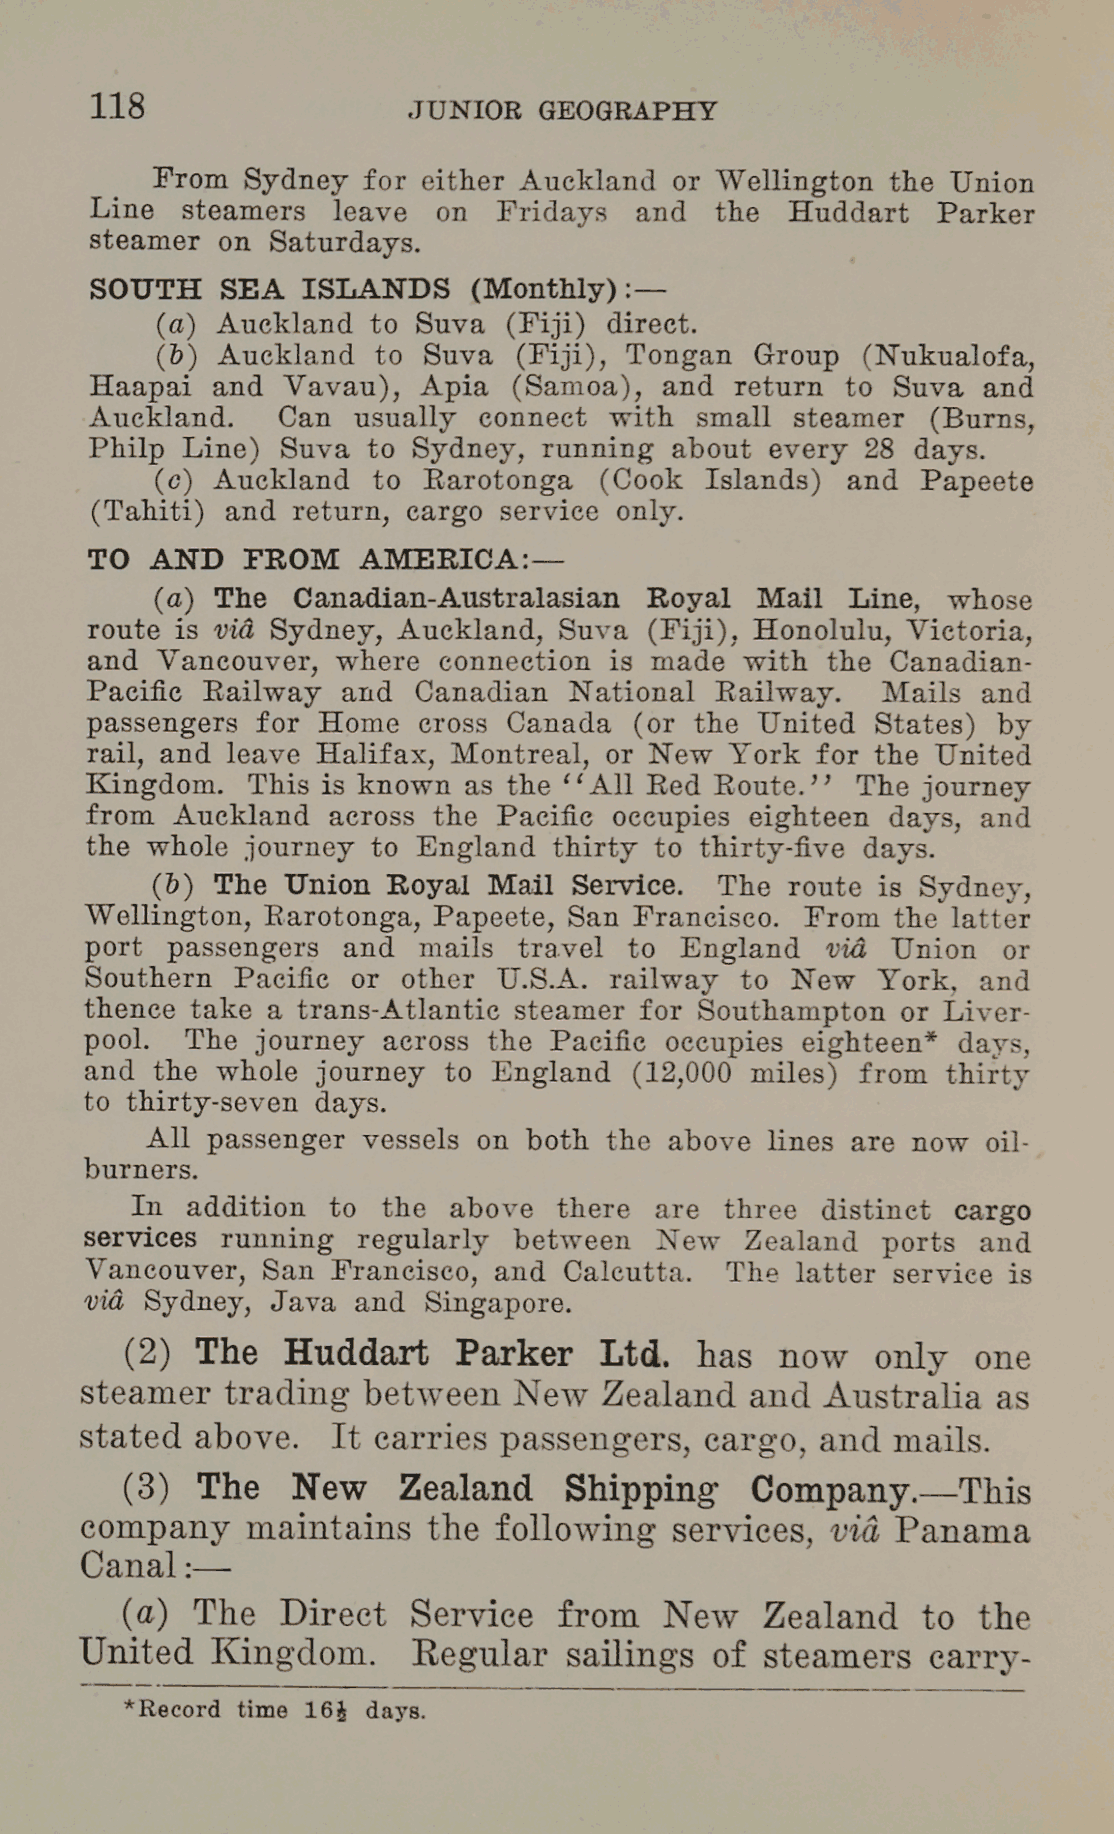 118
JUNIOR GEOGRAPHY
From Sydney for either Auckland or Wellington the Union
Line steamers leave on Fridays and the Huddart Parker
steamer on Saturdays.
SOUTH SEA ISLANDS (Monthly):—
(a) Auckland to Suva (Fiji) direct.
(b) Auckland to Suva (Fiji), Tongan Group (Nukualofa,
Haapai and Vavau), Apia (Samoa), and return to Suva and
Auckland. Can usually connect with small steamer (Burns,
Philp Line) Suva to Sydney, running about every 28 days.
(c) Auckland to Rarotonga (Cook Islands) and Papeete
(Tahiti) and return, cargo service only.
TO AND FROM AMERICA:—
(a) The Canadian-Australasian Royal Mail Line, whose
route is viâ Sydney, Auckland, Suva (Fiji), Honolulu, Victoria,
and Vancouver, where connection is made with the Canadian-
Pacific Railway and Canadian National Railway. Mails and
passengers for Home cross Canada (or the United States) by
rail, and leave Halifax, Montreal, or New York for the United
Kingdom. This is known as the ‘‘All Red Route.’’ The journey
from Auckland across the Pacific occupies eighteen days, and
the whole journey to England thirty to thirty-five days.
(b) The Union Royal Mail Service. The route is Sydney,
Wellington, Rarotonga, Papeete, San Francisco. From the latter
port passengers and mails travel to England viâ Union or
Southern Pacific or other U.S.A. railway to New York, and
thence take a trans-Atlantic steamer for Southampton or Liver-
pool. The journey across the Pacific occupies eighteen* days,
and the whole journey to England (12,000 miles) from thirty
to thirty-seven days.
All passenger vessels on both the above lines are now oil-
burners.
In addition to the above there are three distinct cargo
services running regularly between New Zealand ports and
Vancouver, San Francisco, and Calcutta. The latter service is
viâ Sydney, Java and Singapore.
(2) The Huddart Parker Ltd. has now only one
steamer trading between New Zealand and Australia as
stated above. It carries passengers, cargo, and mails.
(3) The New Zealand Shipping Company.—This
company maintains the following services, viâ Panama
Canal:—
(a) The Direct Service from New Zealand to the
United Kingdom. Regular sailings of steamers carry-
*Record time 16½ days.